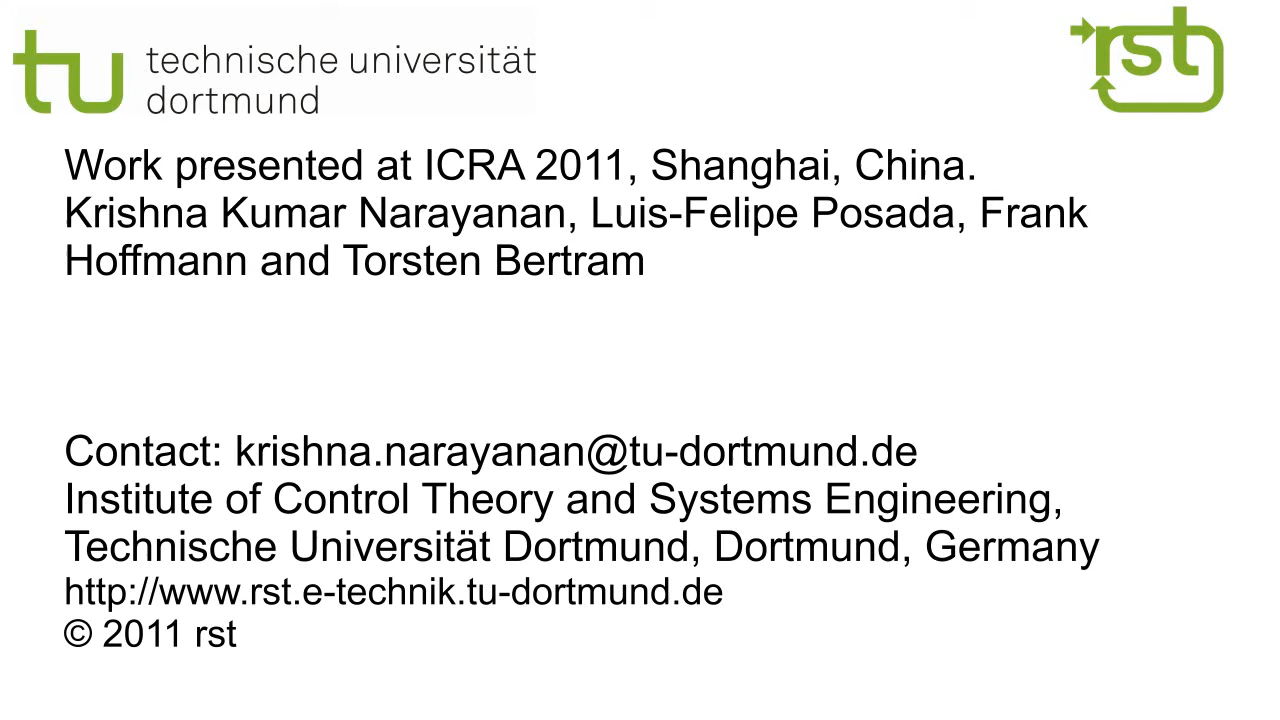 tu technische universität
dortmund
rst
Work presented at ICRA 2011, Shanghai, China.
Krishna Kumar Narayanan, Luis-Felipe Posada, Frank
Hoffmann and Torsten Bertram
Contact: krishna.narayanan@tu-dortmund.de
Institute of Control Theory and Systems Engineering,
Technische Universität Dortmund, Dortmund, Germany
http://www.rst.e-technik.tu-dortmund.de
© 2011 rst